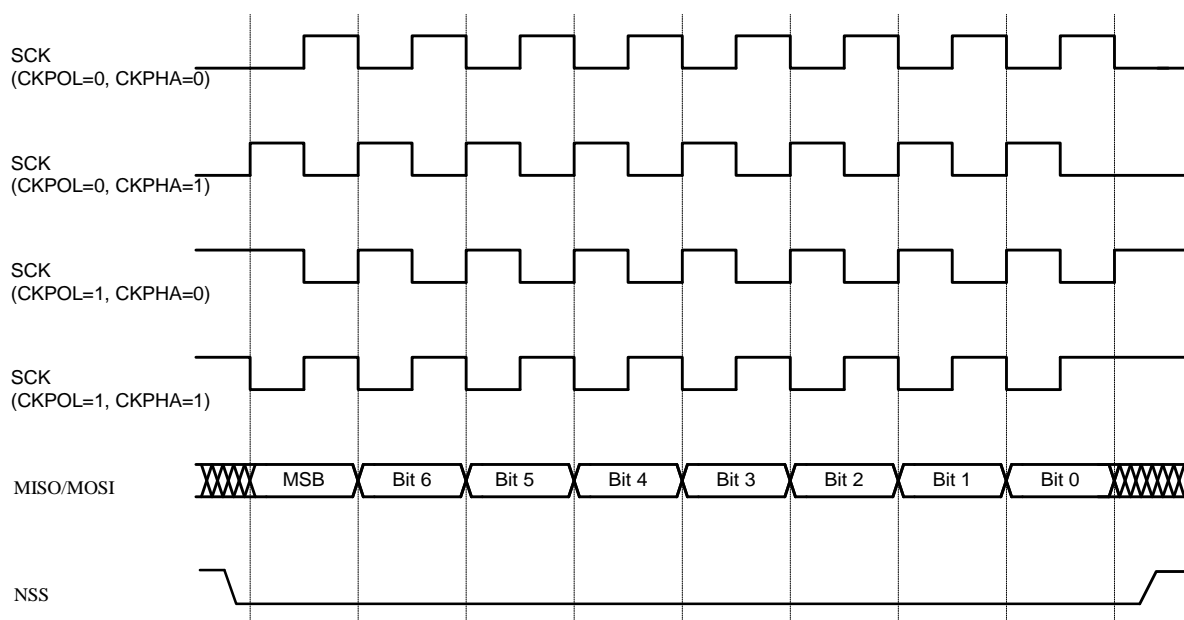 SCK
(CKPOL=0, CKPHA=0)
SCK
(CKPOL=0, CKPHA=1)
SCK
(CKPOL=1, CKPHA=0)
SCK
(CKPOL=1, CKPHA=1)
MISO/MOSI MSB Bit 6 Bit 5 Bit 4 Bit 3 Bit 2 Bit 1 Bit 0
NSS